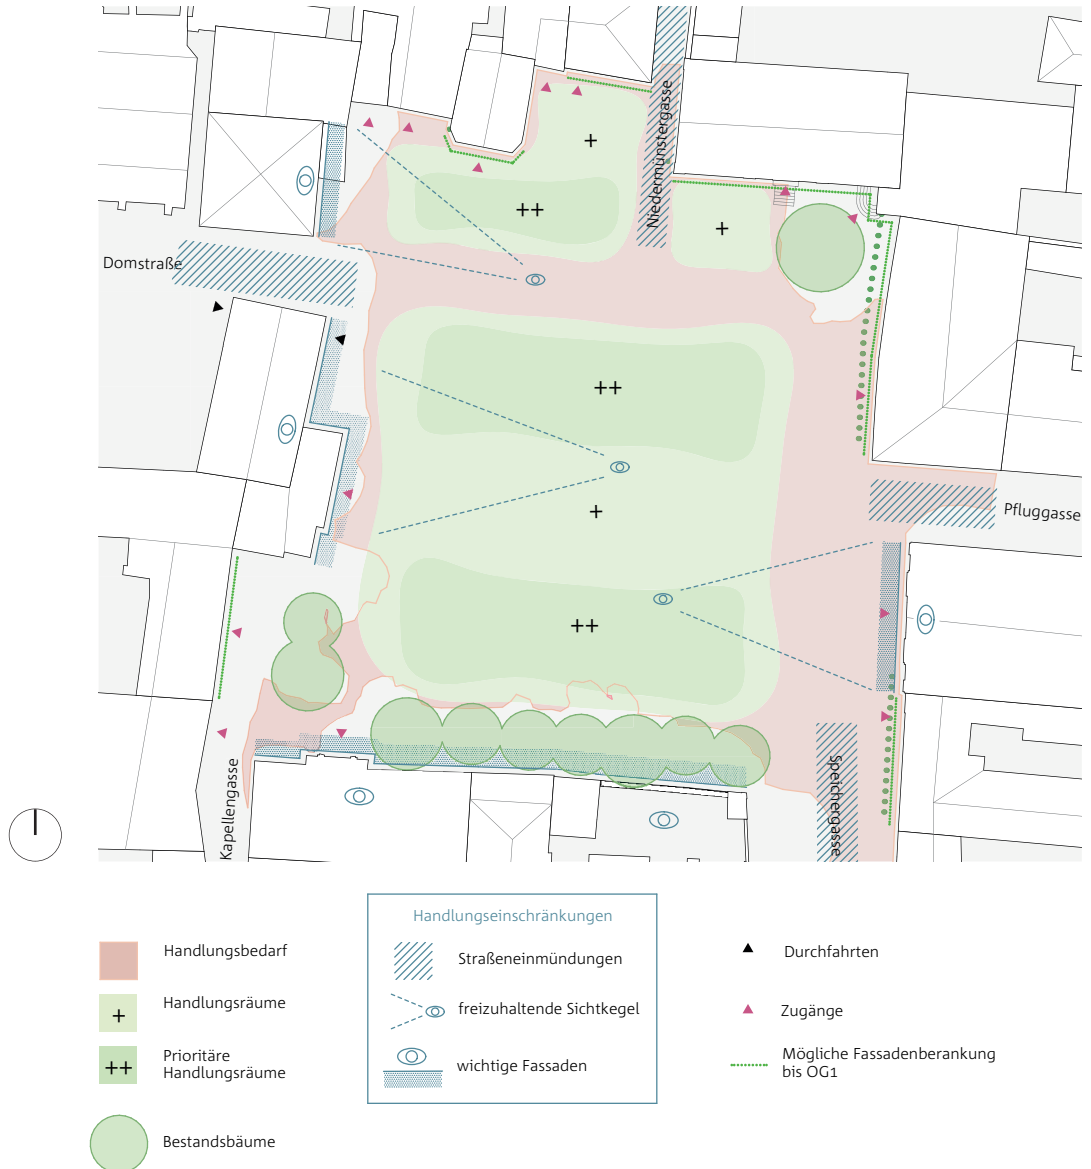 +
Niedermünstergasse
++
+
Domstraße
++
+
Pfluggasse
++
Kapellengasse
Speichergasse
Handlungsbedarf
+
Handlungsräume
++
Prioritäre
Handlungsräume
Bestandsbäume
Handlungseinschränkungen
Straßeneinmündungen
freizuhaltende Sichtkegel
wichtige Fassaden
Durchfahrten
Zugänge
Mögliche Fassadenberankung
bis OG1